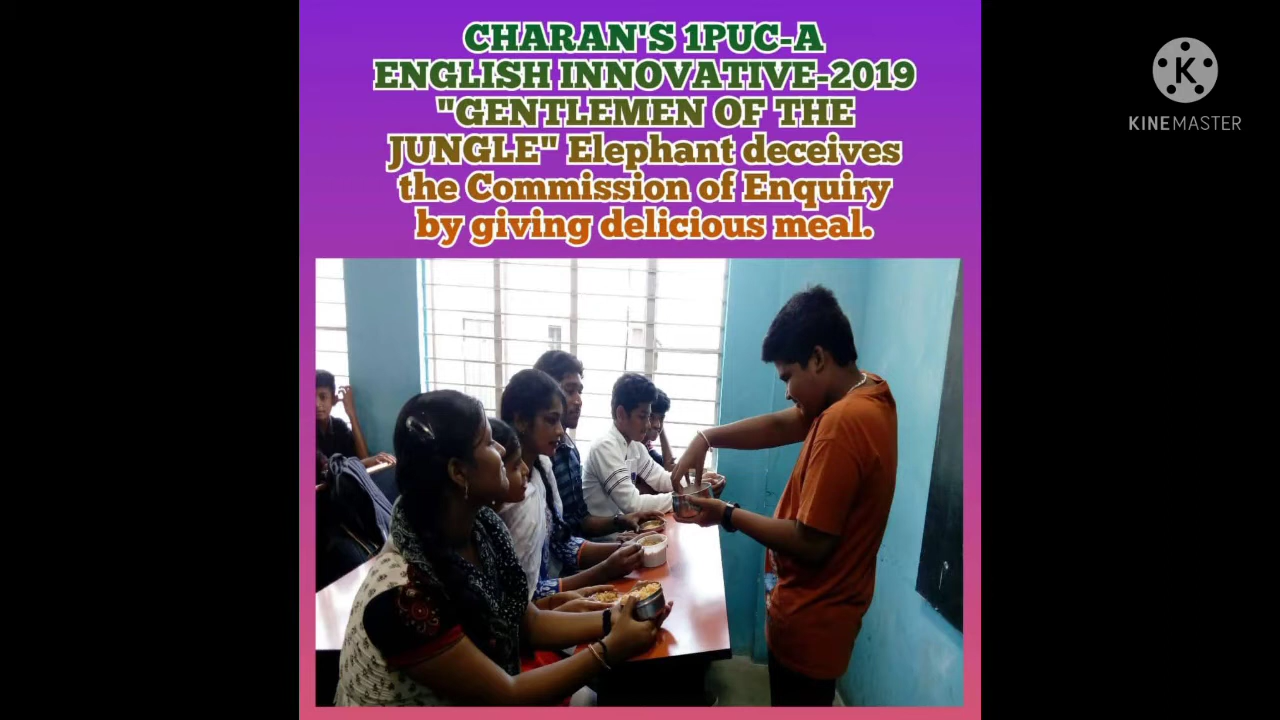 CHARAN'S 1PUC-A
ENGLISH INNOVATIVE-2019
"GENTLEMEN OF THE
JUNGLE" Elephant deceives
the Commission of Enquiry
by giving delicious meal.
K
KINEMASTER